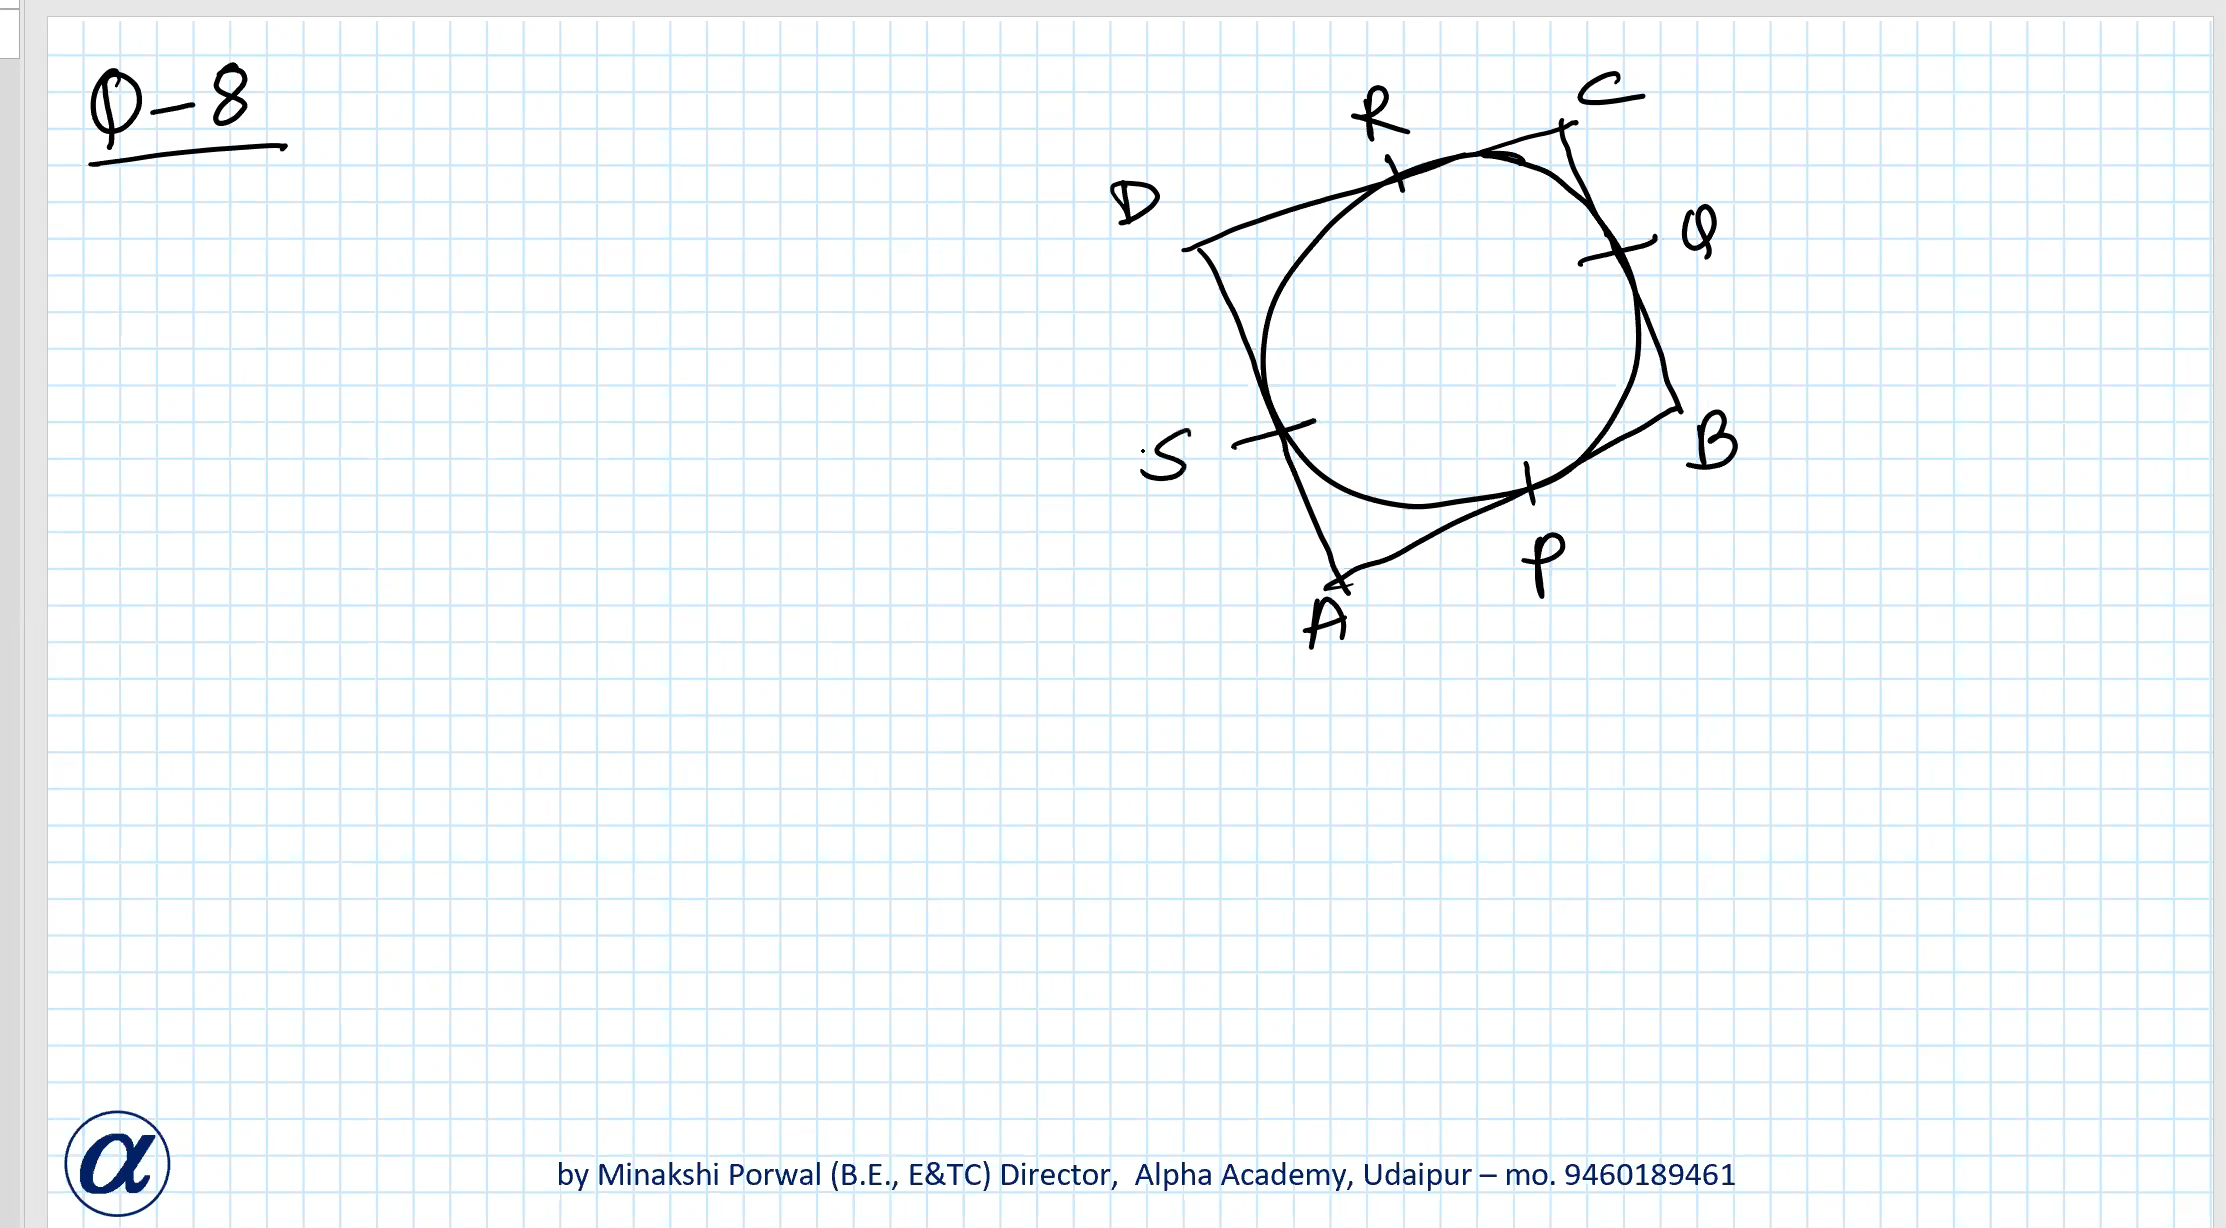 Q-8
R
C
D
Q
S
B
P
A
α
by Minakshi Porwal (B.E., E&TC) Director, Alpha Academy, Udaipur – mo. 9460189461